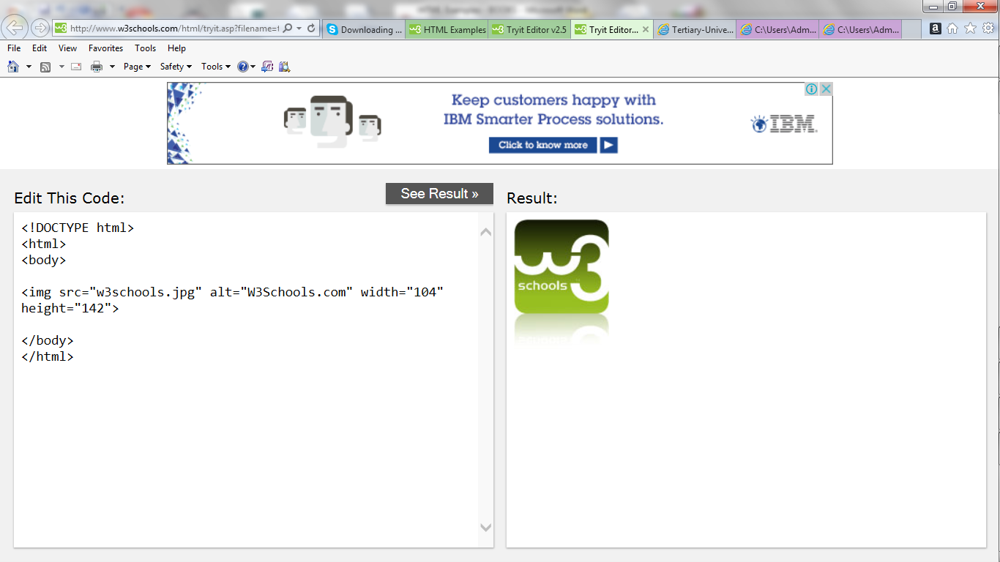 http://www.w3schools.com/html/tryit.asp?filename=t
Downloading ...
HTML Examples
Tryit Editor v2.5
Tryit Editor...
Tertiary-Unive...
C:\Users\Adm...
C:\Users\Adm...
File Edit View Favorites Tools Help
Page Safety Tools
Keep customers happy with
IBM Smarter Process solutions.
Click to know more
IBM
Edit This Code:
See Result »
Result:
<!DOCTYPE html>
<html>
<body>
<img src="w3schools.jpg" alt="W3Schools.com" width="104"
height="142">
</body>
</html>
w3
schools